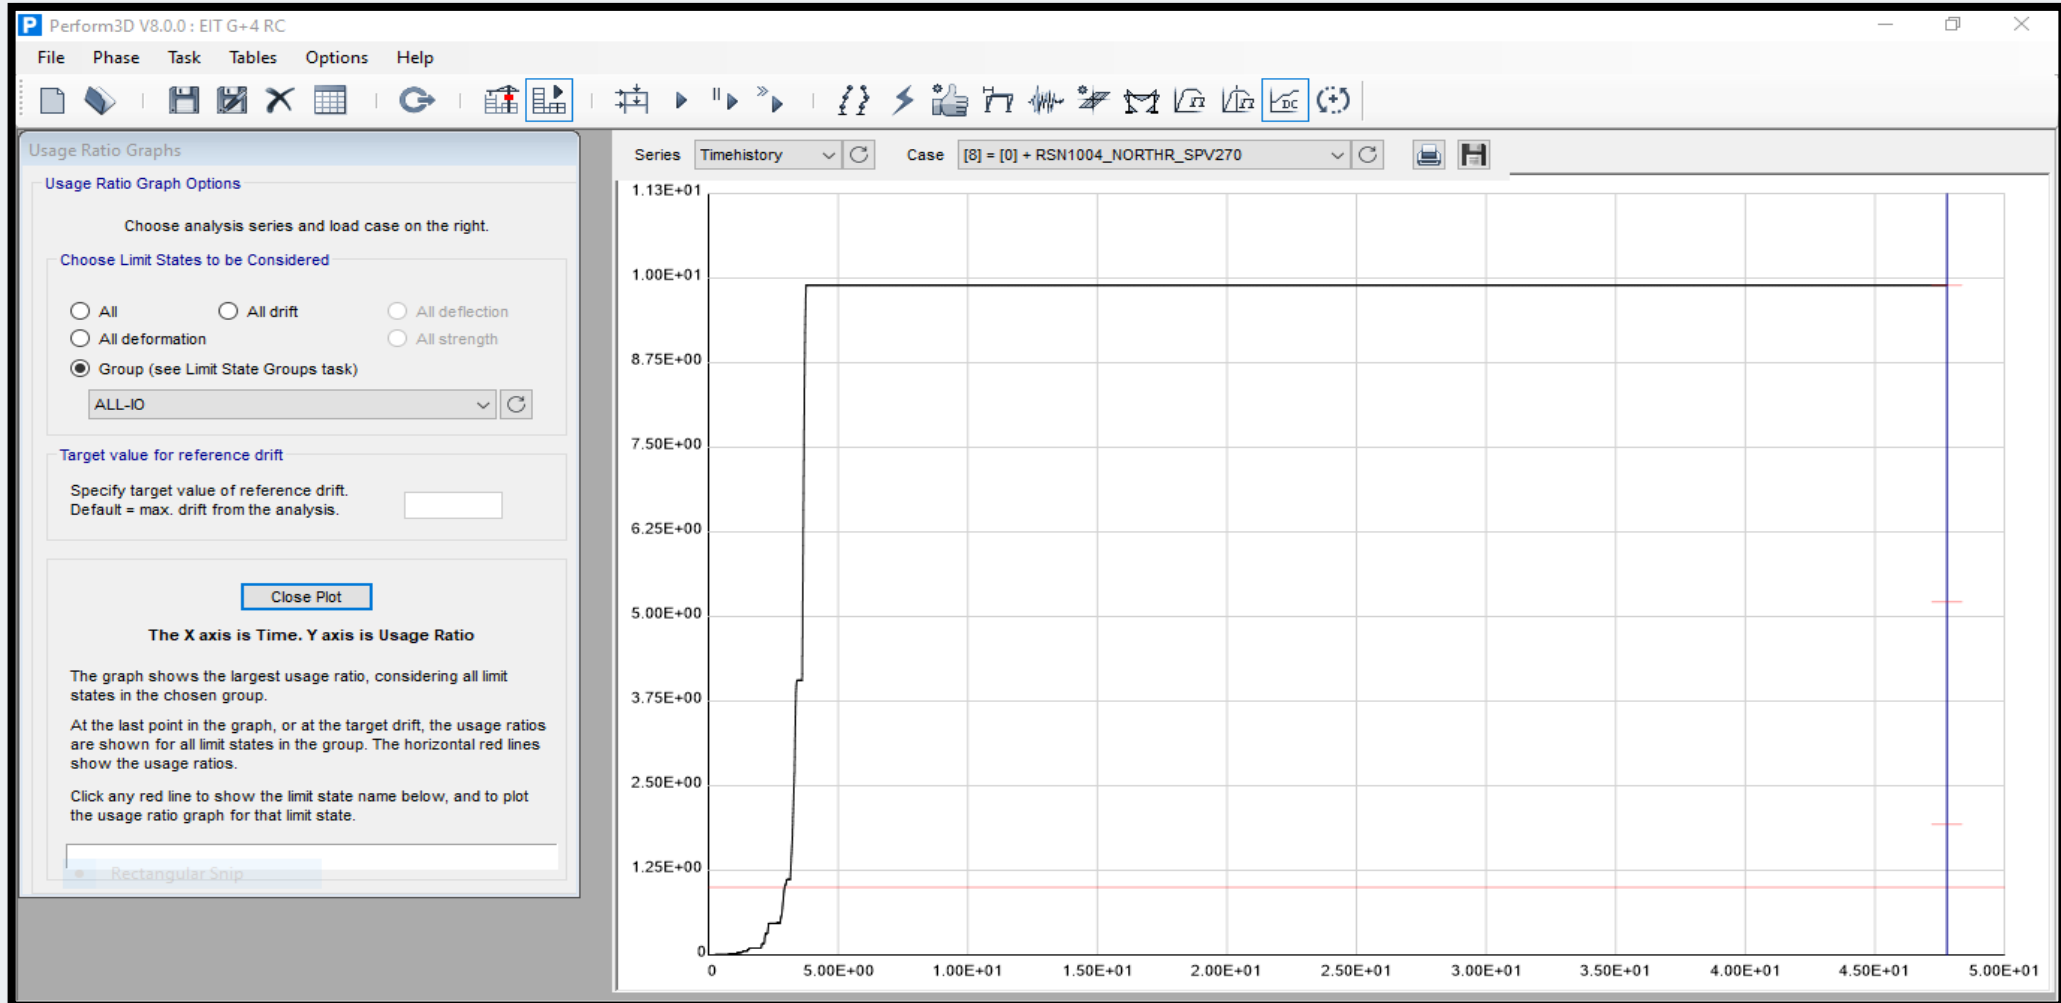 Perform3D V8.0.0 : EIT G+4 RC
File Phase Task Tables Options Help
Usage Ratio Graphs
Usage Ratio Graph Options
Choose analysis series and load case on the right.
Choose Limit States to be Considered
All All drift All deflection
All deformation All strength
Group (see Limit State Groups task)
ALL-IO
Target value for reference drift
Specify target value of reference drift.
Default = max. drift from the analysis.
Close Plot
The X axis is Time. Y axis is Usage Ratio
The graph shows the largest usage ratio, considering all limit
states in the chosen group.
At the last point in the graph, or at the target drift, the usage ratios
are shown for all limit states in the group. The horizontal red lines
show the usage ratios.
Click any red line to show the limit state name below, and to plot
the usage ratio graph for that limit state.
Rectangular Snip
Series Timehistory Case [8] = [0] + RSN1004_NORTHR_SPV270
1.13E+01
1.00E+01
8.75E+00
7.50E+00
6.25E+00
5.00E+00
3.75E+00
2.50E+00
1.25E+00
0
0 5.00E+00 1.00E+01 1.50E+01 2.00E+01 2.50E+01 3.00E+01 3.50E+01 4.00E+01 4.50E+01 5.00E+01